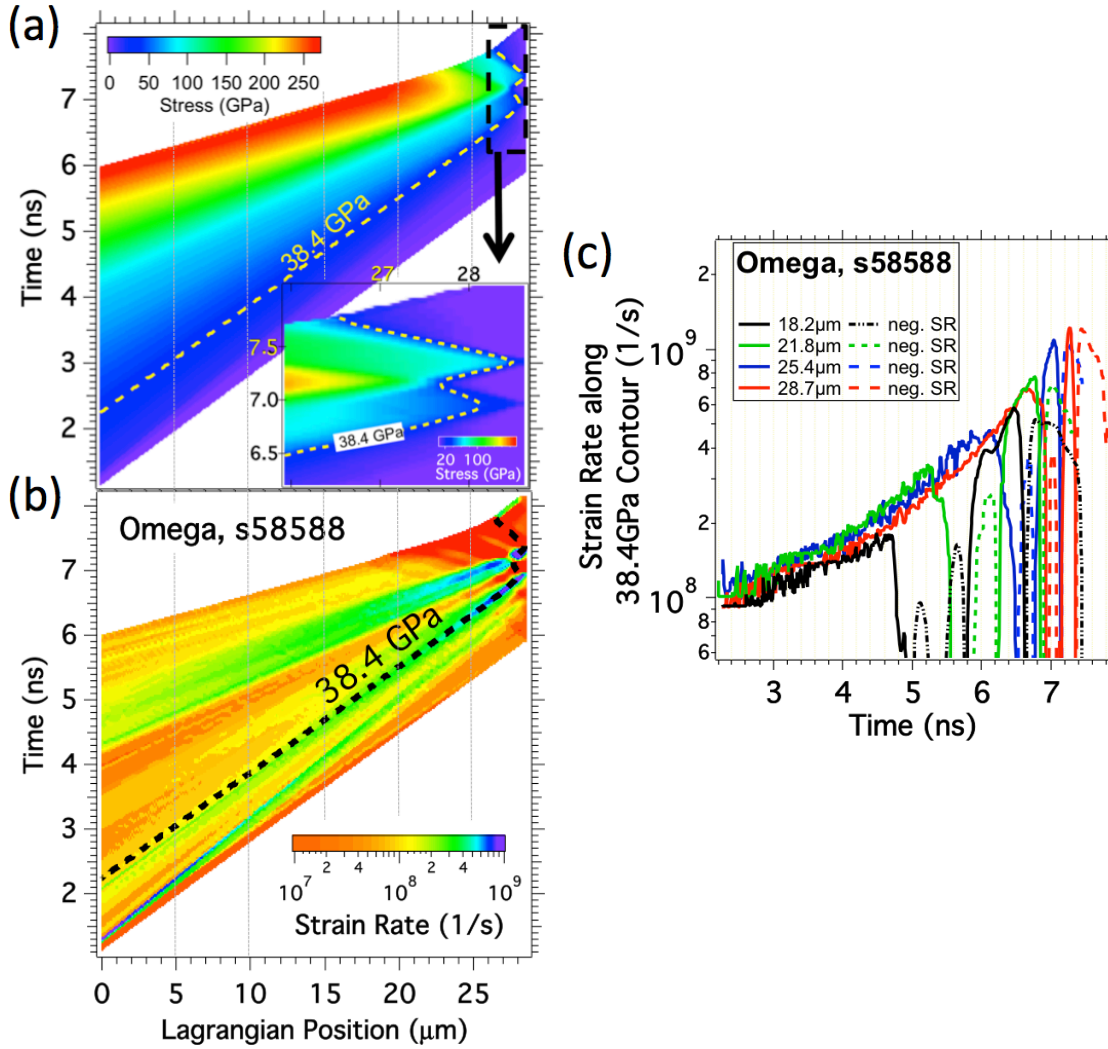 (a)
0 50 100 150 200 250
Stress (GPa)
7
6
5
4
3
2
Time (ns)
38.4 GPa
27 28
7.5
7.0
6.5
38.4 GPa
20 100
Stress (GPa)
(b)
Omega, s58588
7
6
5
4
3
2
Time (ns)
38.4 GPa
10⁷ 2 4 10⁸ 2 4 10⁹
Strain Rate (1/s)
0 5 10 15 20 25
Lagrangian Position (μm)
(c)
Omega, s58588
18.2μm neg. SR
21.8μm neg. SR
25.4μm neg. SR
28.7μm neg. SR
Strain Rate along
38.4GPa Contour (1/s)
2
10⁹
8
6
4
2
10⁸
8
6
3 4 5 6 7
Time (ns)